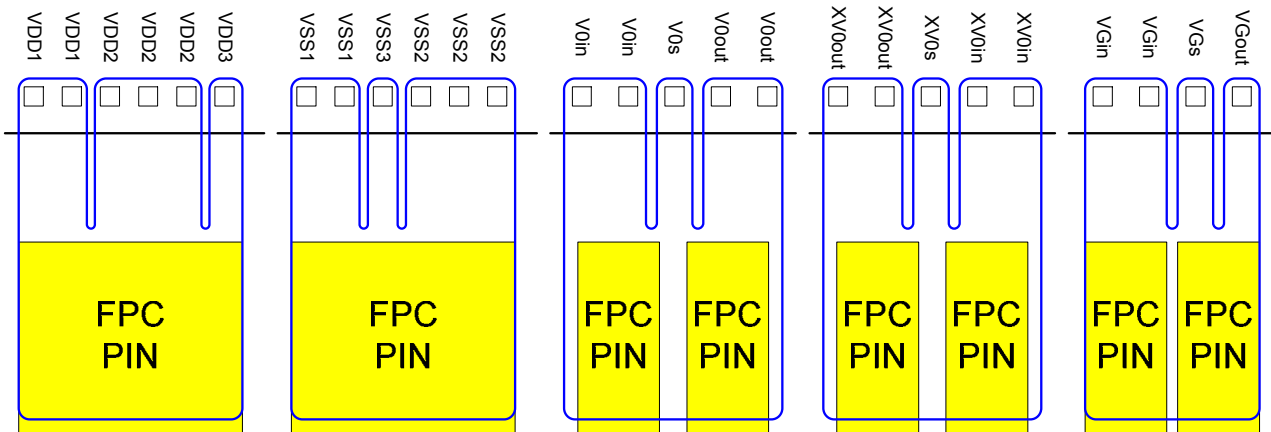 VDD1
VDD1
VDD2
VDD2
VDD2
VDD3
VSS1
VSS1
VSS3
VSS2
VSS2
VSS2
V0in
V0in
V0s
V0out
V0out
XV0out
XV0out
XV0s
XV0in
XV0in
VGin
VGin
VGs
VGout
FPC
PIN
FPC
PIN
FPC
PIN
FPC
PIN
FPC
PIN
FPC
PIN
FPC
PIN
FPC
PIN